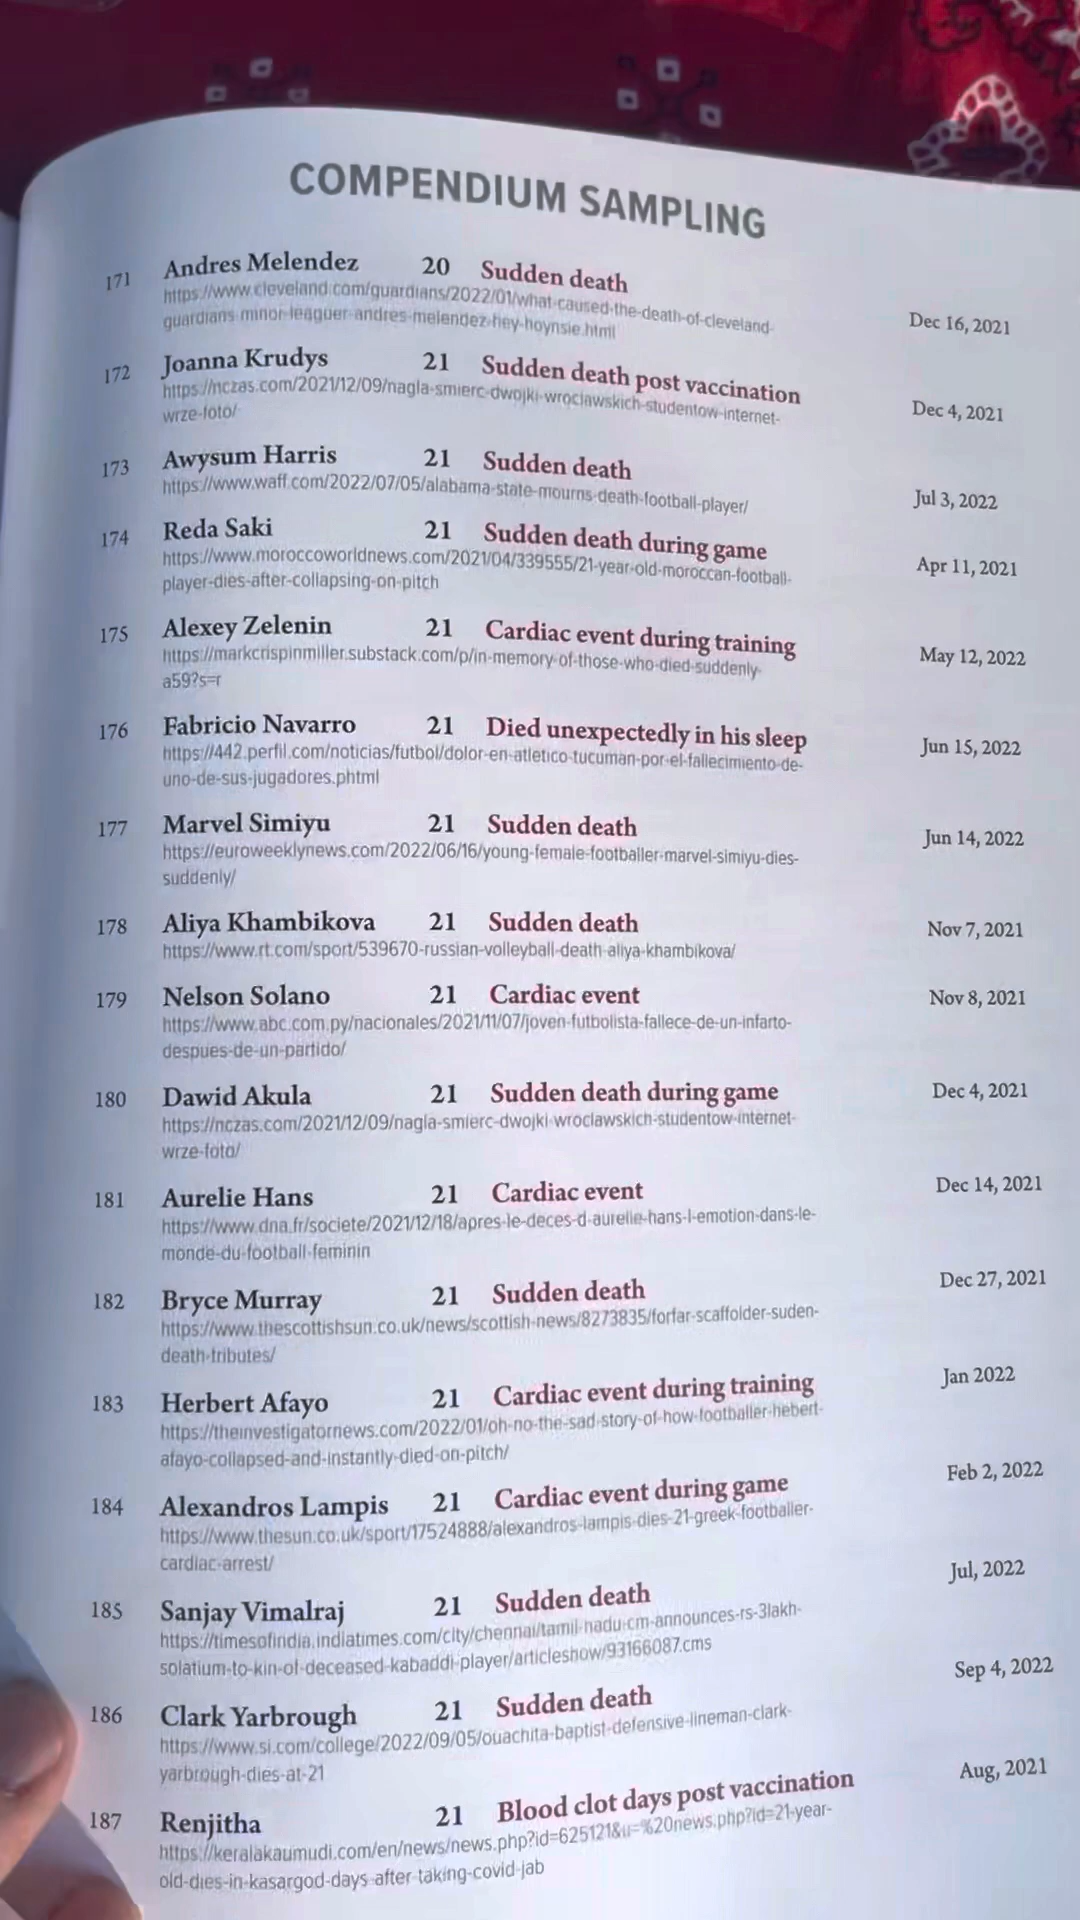 COMPENDIUM SAMPLING
171 Andres Melendez 20 Sudden death
https://www.cleveland.com/guardians/2022/01/what-caused-the-death-of-cleveland-
guardians-minor-leaguer-andres-melendez-hey-hoynsie.html Dec 16, 2021
172 Joanna Krudys 21 Sudden death post vaccination
https://nczas.com/2021/12/09/nagla-smierc-dwojki-wroclawskich-studentow-internet-
wrze-foto/ Dec 4, 2021
173 Awysum Harris 21 Sudden death
https://www.waff.com/2022/07/05/alabama-state-mourns-death-football-player/ Jul 3, 2022
174 Reda Saki 21 Sudden death during game
https://www.moroccoworldnews.com/2021/04/339555/21-year-old-moroccan-football- Apr 11, 2021
player-dies-after-collapsing-on-pitch
175 Alexey Zelenin 21 Cardiac event during training
https://markcrispinmiller.substack.com/p/in-memory-of-those-who-died-suddenly- May 12, 2022
a59?s=r
176 Fabricio Navarro 21 Died unexpectedly in his sleep Jun 15, 2022
https://442.perfil.com/noticias/futbol/dolor-en-atletico-tucuman-por-el-fallecimiento-de-
uno-de-sus-jugadores.phtml
177 Marvel Simiyu 21 Sudden death Jun 14, 2022
https://euroweeklynews.com/2022/06/16/young-female-footballer-marvel-simiyu-dies-
suddenly/
178 Aliya Khambikova 21 Sudden death Nov 7, 2021
https://www.rt.com/sport/539670-russian-volleyball-death-aliya-khambikova/
179 Nelson Solano 21 Cardiac event Nov 8, 2021
https://www.abc.com.py/nacionales/2021/11/07/joven-futbolista-fallece-de-un-infarto-
despues-de-un-partido/
180 Dawid Akula 21 Sudden death during game Dec 4, 2021
https://nczas.com/2021/12/09/nagla-smierc-dwojki-wroclawskich-studentow-internet-
wrze-foto/
181 Aurelie Hans 21 Cardiac event Dec 14, 2021
https://www.dna.fr/societe/2021/12/18/apres-le-deces-d-aurelie-hans-l-emotion-dans-le-
monde-du-football-feminin
182 Bryce Murray 21 Sudden death Dec 27, 2021
https://www.thescottishsun.co.uk/news/scottish-news/8273835/forfar-scaffolder-suden-
death-tributes/
183 Herbert Afayo 21 Cardiac event during training Jan 2022
https://theinvestigatornews.com/2022/01/oh-no-the-sad-story-of-how-footballer-hebert-
afayo-collapsed-and-instantly-died-on-pitch/
184 Alexandros Lampis 21 Cardiac event during game Feb 2, 2022
https://www.thesun.co.uk/sport/17524888/alexandros-lampis-dies-21-greek-footballer-
cardiac-arrest/
185 Sanjay Vimalraj 21 Sudden death Jul, 2022
https://timesofindia.indiatimes.com/city/chennai/tamil-nadu-cm-announces-rs-3lakh-
solatium-to-kin-of-deceased-kabaddi-player/articleshow/93166087.cms
186 Clark Yarbrough 21 Sudden death Sep 4, 2022
https://www.si.com/college/2022/09/05/ouachita-baptist-defensive-lineman-clark-
yarbrough-dies-at-21
187 Renjitha 21 Blood clot days post vaccination Aug, 2021
https://keralakaumudi.com/en/news/news.php?id=625121&u=%20news.php?id=21-year-
old-dies-in-kasargod-days-after-taking-covid-jab